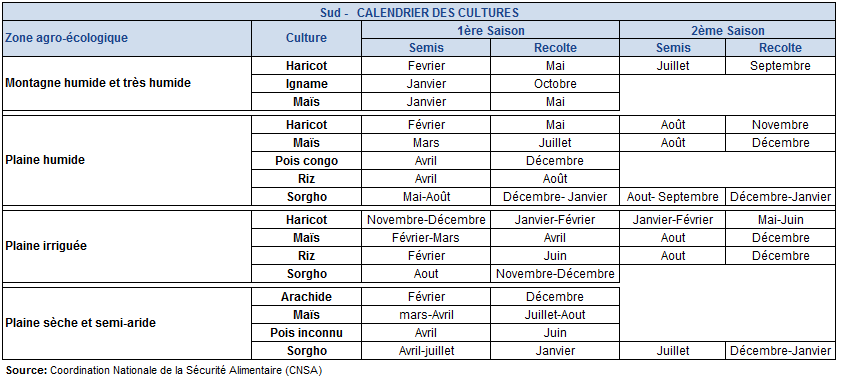 Sud - CALENDRIER DES CULTURES
Zone agro-écologique Culture 1ère Saison 2ème Saison
Semis Recolte Semis Recolte
Montagne humide et très humide
Haricot Fevrier Mai Juillet Septembre
Igname Janvier Octobre
Maïs Janvier Mai
Plaine humide
Haricot Février Mai Août Novembre
Maïs Mars Juillet Août Décembre
Pois congo Avril Décembre
Riz Avril Août
Sorgho Mai-Août Décembre- Janvier Aout- Septembre Décembre-Janvier
Plaine irriguée
Haricot Novembre-Décembre Janvier-Février Janvier-Février Mai-Juin
Maïs Février-Mars Avril Aout Décembre
Riz Février Juin Aout Décembre
Sorgho Aout Novembre-Décembre
Plaine sèche et semi-aride
Arachide Février Décembre
Maïs mars-Avril Juillet-Aout
Pois inconnu Avril Juin
Sorgho Avril-juillet Janvier Juillet Décembre-Janvier
Source: Coordination Nationale de la Sécurité Alimentaire (CNSA)